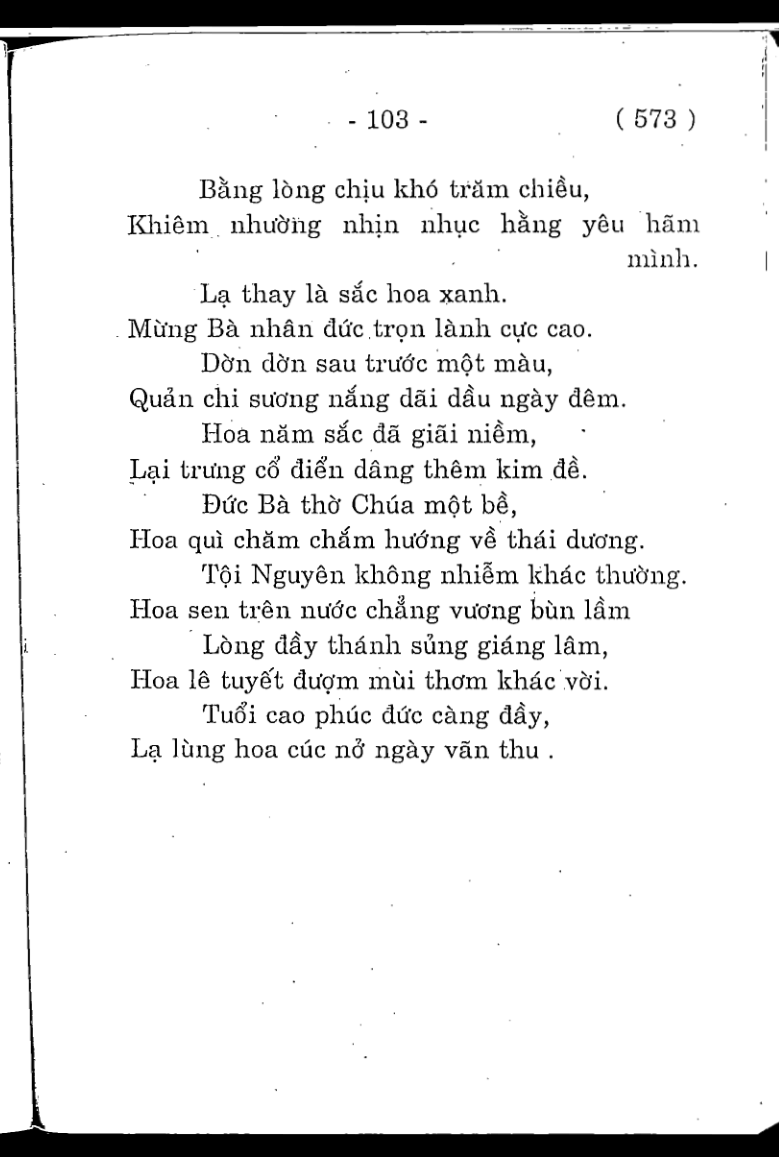 - 103 - ( 573 )
Bằng lòng chịu khó trăm chiều,
Khiêm nhường nhịn nhục hằng yêu hãm
mình.
Lạ thay là sắc hoa xanh.
Mừng Bà nhân đức trọn lành cực cao.
Dờn dờn sau trước một màu,
Quản chi sương nắng dãi dầu ngày đêm.
Hoa năm sắc đã giãi niềm,
Lại trưng cổ điển dâng thêm kim đề.
Đức Bà thờ Chúa một bề,
Hoa quì chăm chắm hướng về thái dương.
Tội Nguyên không nhiễm khác thường.
Hoa sen trên nước chẳng vương bùn lầm
Lòng đầy thánh sủng giáng lâm,
Hoa lê tuyết đượm mùi thơm khác vời.
Tuổi cao phúc đức càng đầy,
Lạ lùng hoa cúc nở ngày vãn thu .